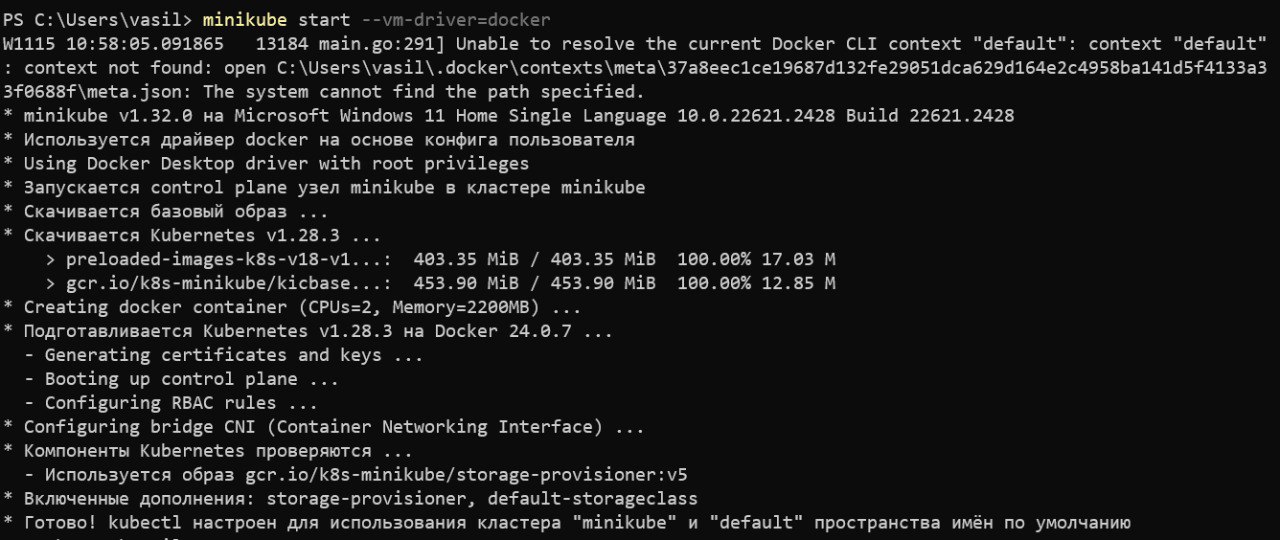 PS C:\Users\vasil> minikube start --vm-driver=docker
W1115 10:58:05.091865   13184 main.go:291] Unable to resolve the current Docker CLI context "default": context "default"
: context not found: open C:\Users\vasil\.docker\contexts\meta\37a8eec1ce19687d132fe29051dca629d164e2c4958ba141d5f4133a3
3f0688f\meta.json: The system cannot find the path specified.
* minikube v1.32.0 на Microsoft Windows 11 Home Single Language 10.0.22621.2428 Build 22621.2428
* Используется драйвер docker на основе конфига пользователя
* Using Docker Desktop driver with root privileges
* Запускается control plane узел minikube в кластере minikube
* Скачивается базовый образ ...
* Скачивается Kubernetes v1.28.3 ...
    > preloaded-images-k8s-v18-v1...:  403.35 MiB / 403.35 MiB  100.00% 17.03 M
    > gcr.io/k8s-minikube/kicbase...:  453.90 MiB / 453.90 MiB  100.00% 12.85 M
* Creating docker container (CPUs=2, Memory=2200MB) ...
* Подготавливается Kubernetes v1.28.3 на Docker 24.0.7 ...
  - Generating certificates and keys ...
  - Booting up control plane ...
  - Configuring RBAC rules ...
* Configuring bridge CNI (Container Networking Interface) ...
* Компоненты Kubernetes проверяются ...
  - Используется образ gcr.io/k8s-minikube/storage-provisioner:v5
* Включенные дополнения: storage-provisioner, default-storageclass
* Готово! kubectl настроен для использования кластера "minikube" и "default" пространства имён по умолчанию